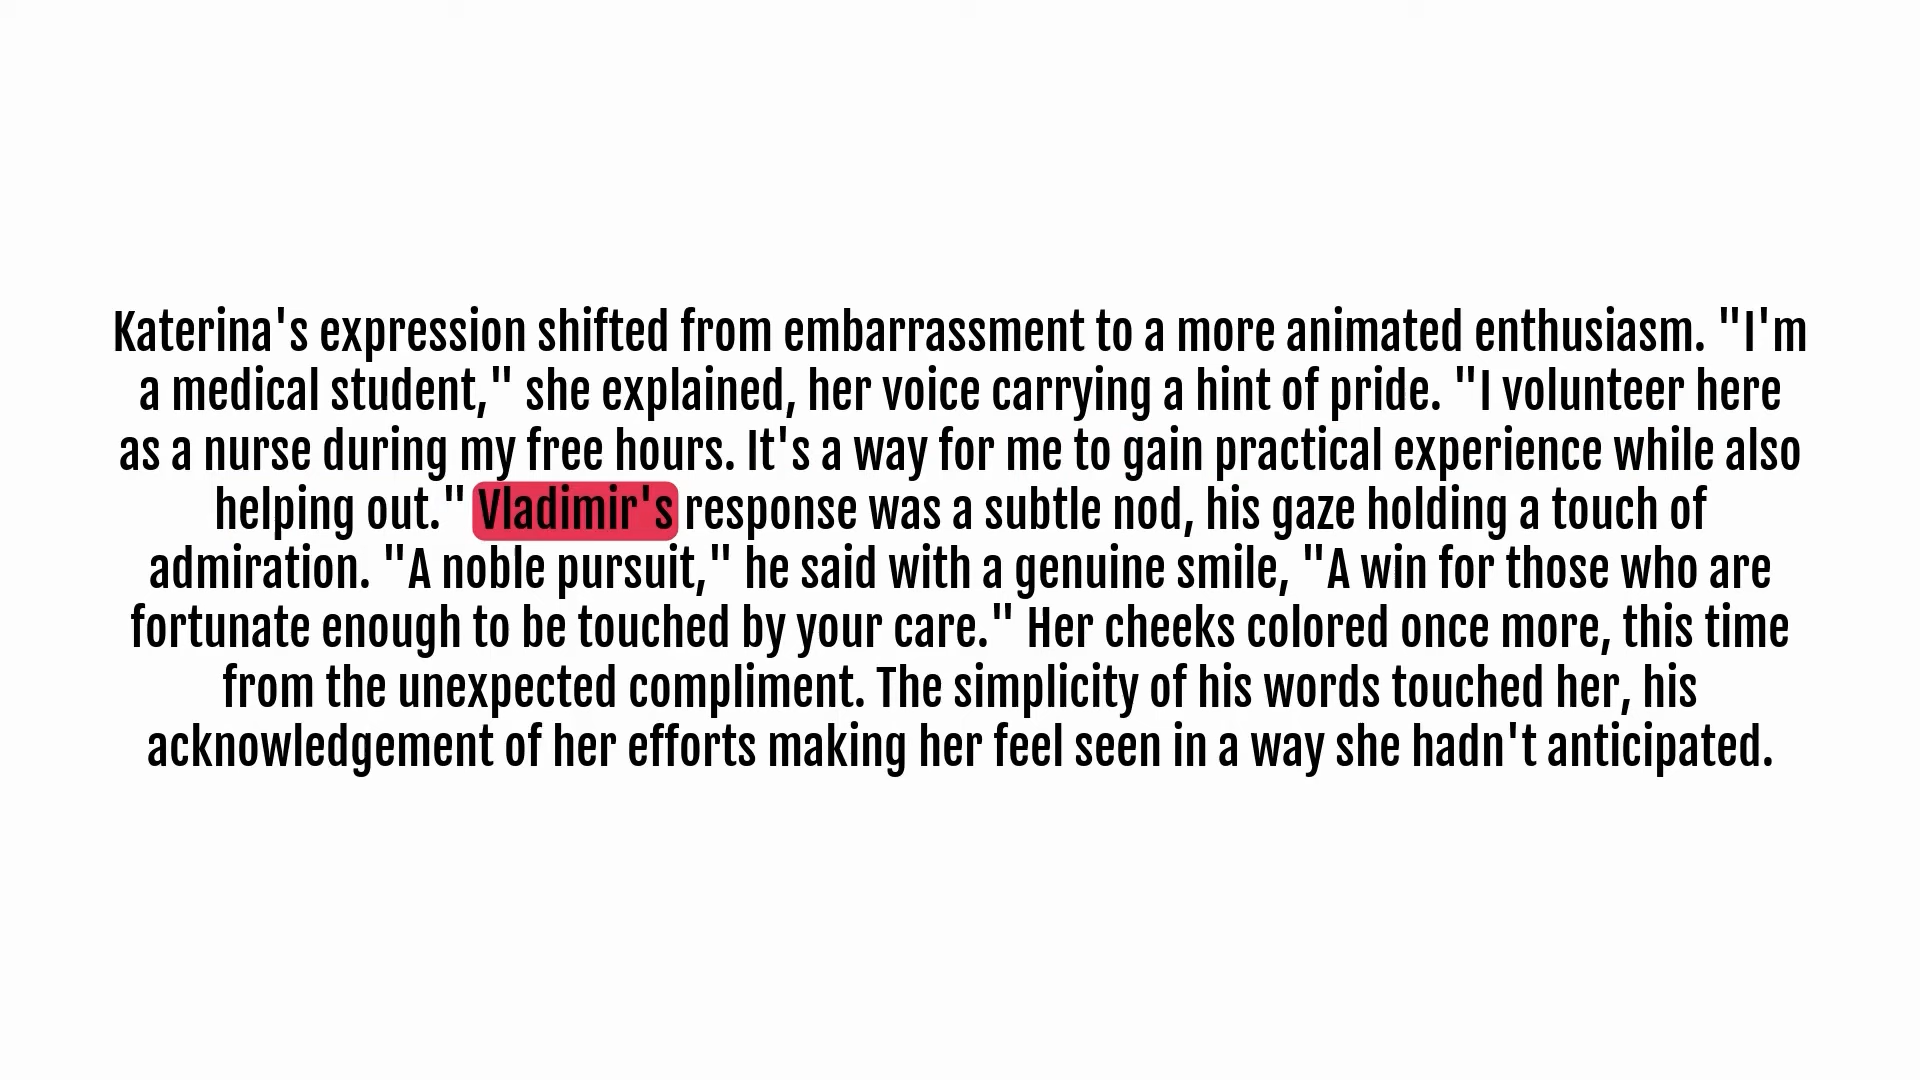 Katerina's expression shifted from embarrassment to a more animated enthusiasm. "I'm
a medical student," she explained, her voice carrying a hint of pride. "I volunteer here
as a nurse during my free hours. It's a way for me to gain practical experience while also
helping out." Vladimir's response was a subtle nod, his gaze holding a touch of
admiration. "A noble pursuit," he said with a genuine smile, "A win for those who are
fortunate enough to be touched by your care." Her cheeks colored once more, this time
from the unexpected compliment. The simplicity of his words touched her, his
acknowledgement of her efforts making her feel seen in a way she hadn't anticipated.